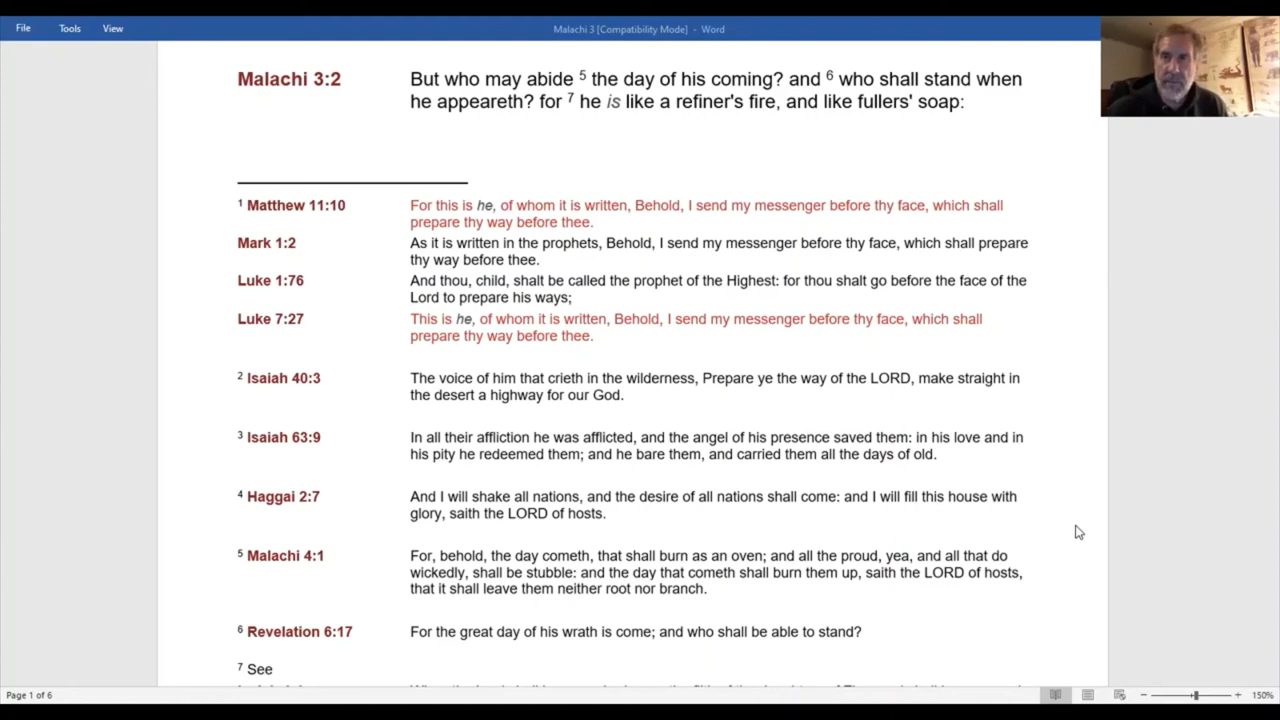 File Tools View Malachi 3 [Compatibility Mode] - Word
Malachi 3:2 But who may abide 5 the day of his coming? and 6 who shall stand when
he appeareth? for 7 he is like a refiner's fire, and like fullers' soap:
1 Matthew 11:10 For this is he, of whom it is written, Behold, I send my messenger before thy face, which shall
prepare thy way before thee.
Mark 1:2 As it is written in the prophets, Behold, I send my messenger before thy face, which shall prepare
thy way before thee.
Luke 1:76 And thou, child, shalt be called the prophet of the Highest: for thou shalt go before the face of the
Lord to prepare his ways;
Luke 7:27 This is he, of whom it is written, Behold, I send my messenger before thy face, which shall
prepare thy way before thee.
2 Isaiah 40:3 The voice of him that crieth in the wilderness, Prepare ye the way of the LORD, make straight in
the desert a highway for our God.
3 Isaiah 63:9 In all their affliction he was afflicted, and the angel of his presence saved them: in his love and in
his pity he redeemed them; and he bare them, and carried them all the days of old.
4 Haggai 2:7 And I will shake all nations, and the desire of all nations shall come: and I will fill this house with
glory, saith the LORD of hosts.
5 Malachi 4:1 For, behold, the day cometh, that shall burn as an oven; and all the proud, yea, and all that do
wickedly, shall be stubble: and the day that cometh shall burn them up, saith the LORD of hosts,
that it shall leave them neither root nor branch.
6 Revelation 6:17 For the great day of his wrath is come; and who shall be able to stand?
7 See
Page 1 of 6 150%